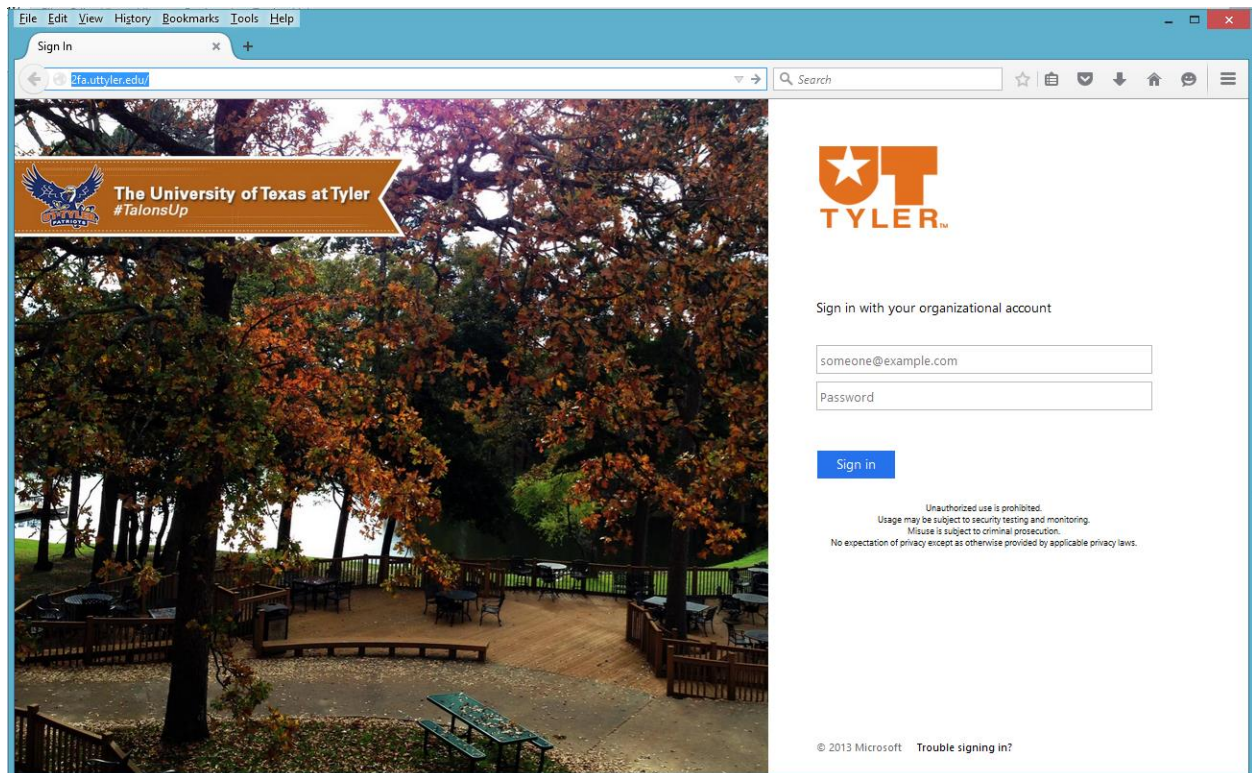 File Edit View History Bookmarks Tools Help
Sign In
2fa.uttyler.edu/
Search
The University of Texas at Tyler
#TalonsUp
UT TYLER
PATRIOTS
UT
TYLER™
Sign in with your organizational account
someone@example.com
Password
Sign in
Unauthorized use is prohibited.
Usage may be subject to security testing and monitoring.
Misuse is subject to criminal prosecution.
No expectation of privacy except as otherwise provided by applicable privacy laws.
© 2013 Microsoft Trouble signing in?